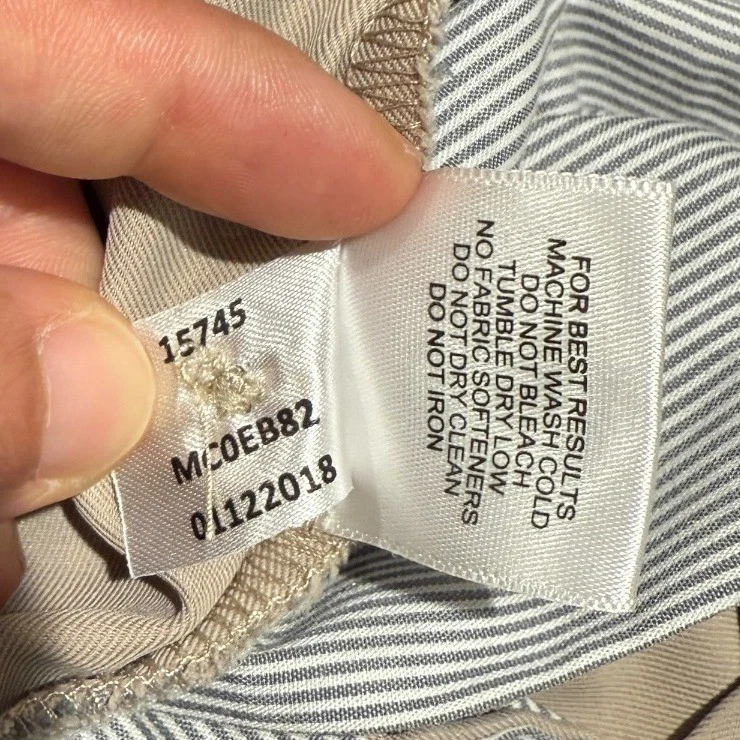 15745
MC0EB82
01122018
FOR BEST RESULTS
MACHINE WASH COLD
DO NOT BLEACH
TUMBLE DRY LOW
NO FABRIC SOFTENERS
DO NOT DRY CLEAN
DO NOT IRON